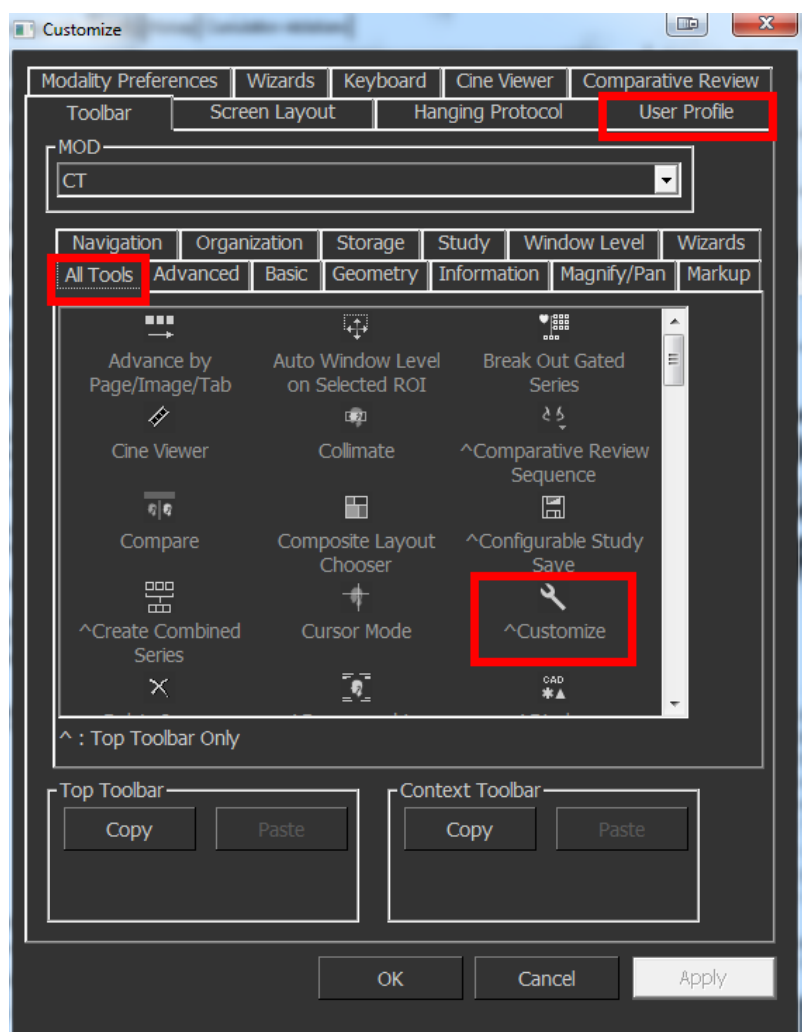 Customize
Modality Preferences Wizards Keyboard Cine Viewer Comparative Review
Toolbar Screen Layout Hanging Protocol User Profile
MOD
CT
Navigation Organization Storage Study Window Level Wizards
All Tools Advanced Basic Geometry Information Magnify/Pan Markup
Advance by Auto Window Level Break Out Gated
Page/Image/Tab on Selected ROI Series
Cine Viewer Collimate ^Comparative Review
Sequence
Compare Composite Layout ^Configurable Study
Chooser Save
^Create Combined Cursor Mode ^Customize
Series
CAD
^ : Top Toolbar Only
Top Toolbar Context Toolbar
Copy Paste Copy Paste
OK Cancel Apply